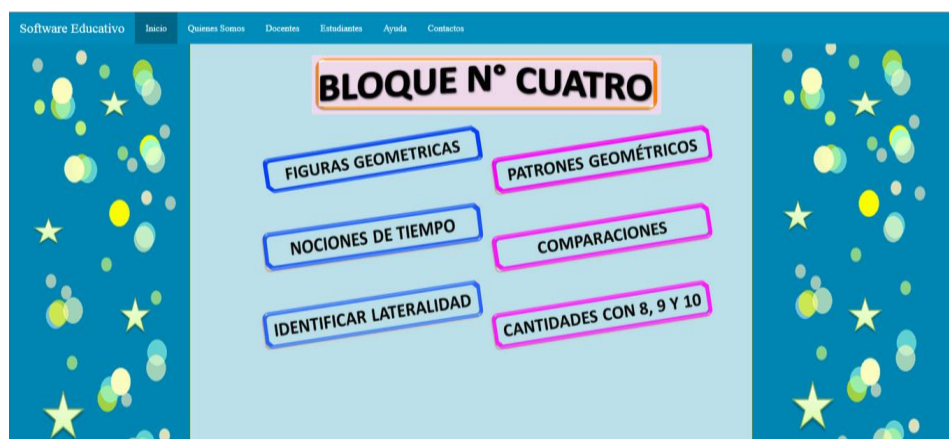 Software Educativo Inicio Quienes Somos Docentes Estudiantes Ayuda Contactos
BLOQUE N° CUATRO
FIGURAS GEOMETRICAS
PATRONES GEOMÉTRICOS
NOCIONES DE TIEMPO
COMPARACIONES
IDENTIFICAR LATERALIDAD
CANTIDADES CON 8, 9 Y 10